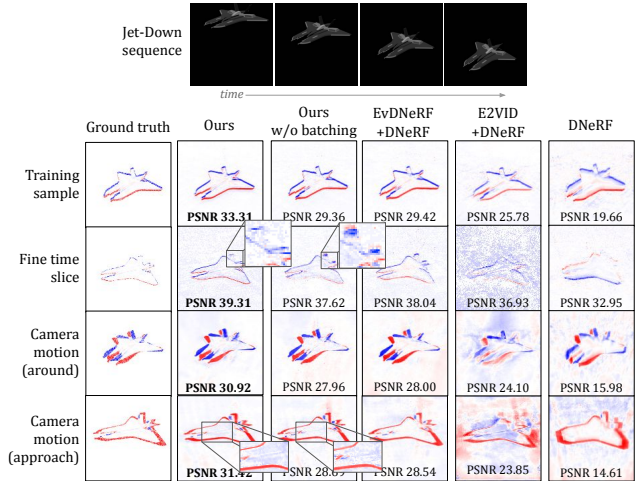 Jet-Down
sequence
time
Ground truth
Ours
Ours
w/o batching
EvDNeRF
+DNeRF
E2VID
+DNeRF
DNeRF
Training
sample
PSNR 33.31
PSNR 29.36
PSNR 29.42
PSNR 25.78
PSNR 19.66
Fine time
slice
PSNR 39.31
PSNR 37.62
PSNR 38.04
PSNR 36.93
PSNR 32.95
Camera
motion
(around)
PSNR 30.92
PSNR 27.96
PSNR 28.00
PSNR 24.10
PSNR 15.98
Camera
motion
(approach)
PSNR 31.42
PSNR
PSNR 28.54
PSNR 23.85
PSNR 14.61